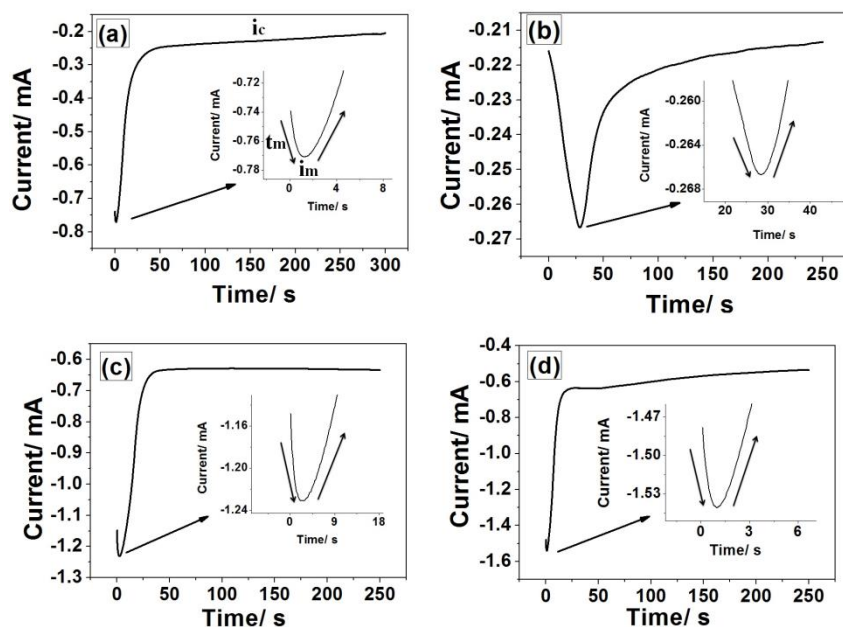 (a)
i_c
-0.2
-0.3
-0.4
-0.5
-0.6
-0.7
-0.8
Current/ mA
0 50 100 150 200 250 300
Time/ s
-0.72
-0.74
-0.76
-0.78
Current/ mA
t_m
i_m
0 4 8
Time/ s
(b)
-0.21
-0.22
-0.23
-0.24
-0.25
-0.26
-0.27
Current/ mA
0 50 100 150 200 250
Time/ s
-0.260
-0.264
-0.268
Current/ mA
20 30 40
Time/ s
(c)
-0.6
-0.7
-0.8
-0.9
-1.0
-1.1
-1.2
-1.3
Current/ mA
0 50 100 150 200 250
Time/ s
-1.16
-1.20
-1.24
Current/ mA
0 9 18
Time/ s
(d)
-0.4
-0.6
-0.8
-1.0
-1.2
-1.4
-1.6
Current/ mA
0 50 100 150 200 250
Time/ s
-1.47
-1.50
-1.53
Current/ mA
0 3 6
Time/ s